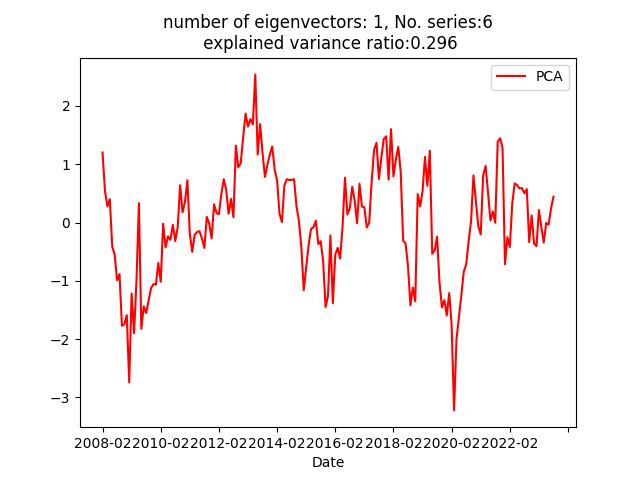 number of eigenvectors: 1, No. series:6
explained variance ratio:0.296
PCA
2
1
0
−1
−2
−3
2008-022010-022012-022014-022016-022018-022020-022022-02
Date